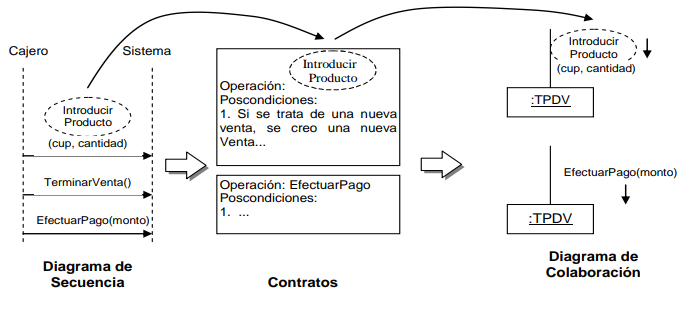 Cajero
Sistema
Introducir
Producto
(cup, cantidad)
TerminarVenta()
EfectuarPago(monto)
Diagrama de
Secuencia
Introducir
Producto
Operación:
Poscondiciones:
1. Si se trata de una nueva
venta, se creo una nueva
Venta...
Operación: EfectuarPago
Poscondiciones:
1. ...
Contratos
Introducir
Producto
(cup, cantidad)
:TPDV
EfectuarPago(monto)
:TPDV
Diagrama de
Colaboración